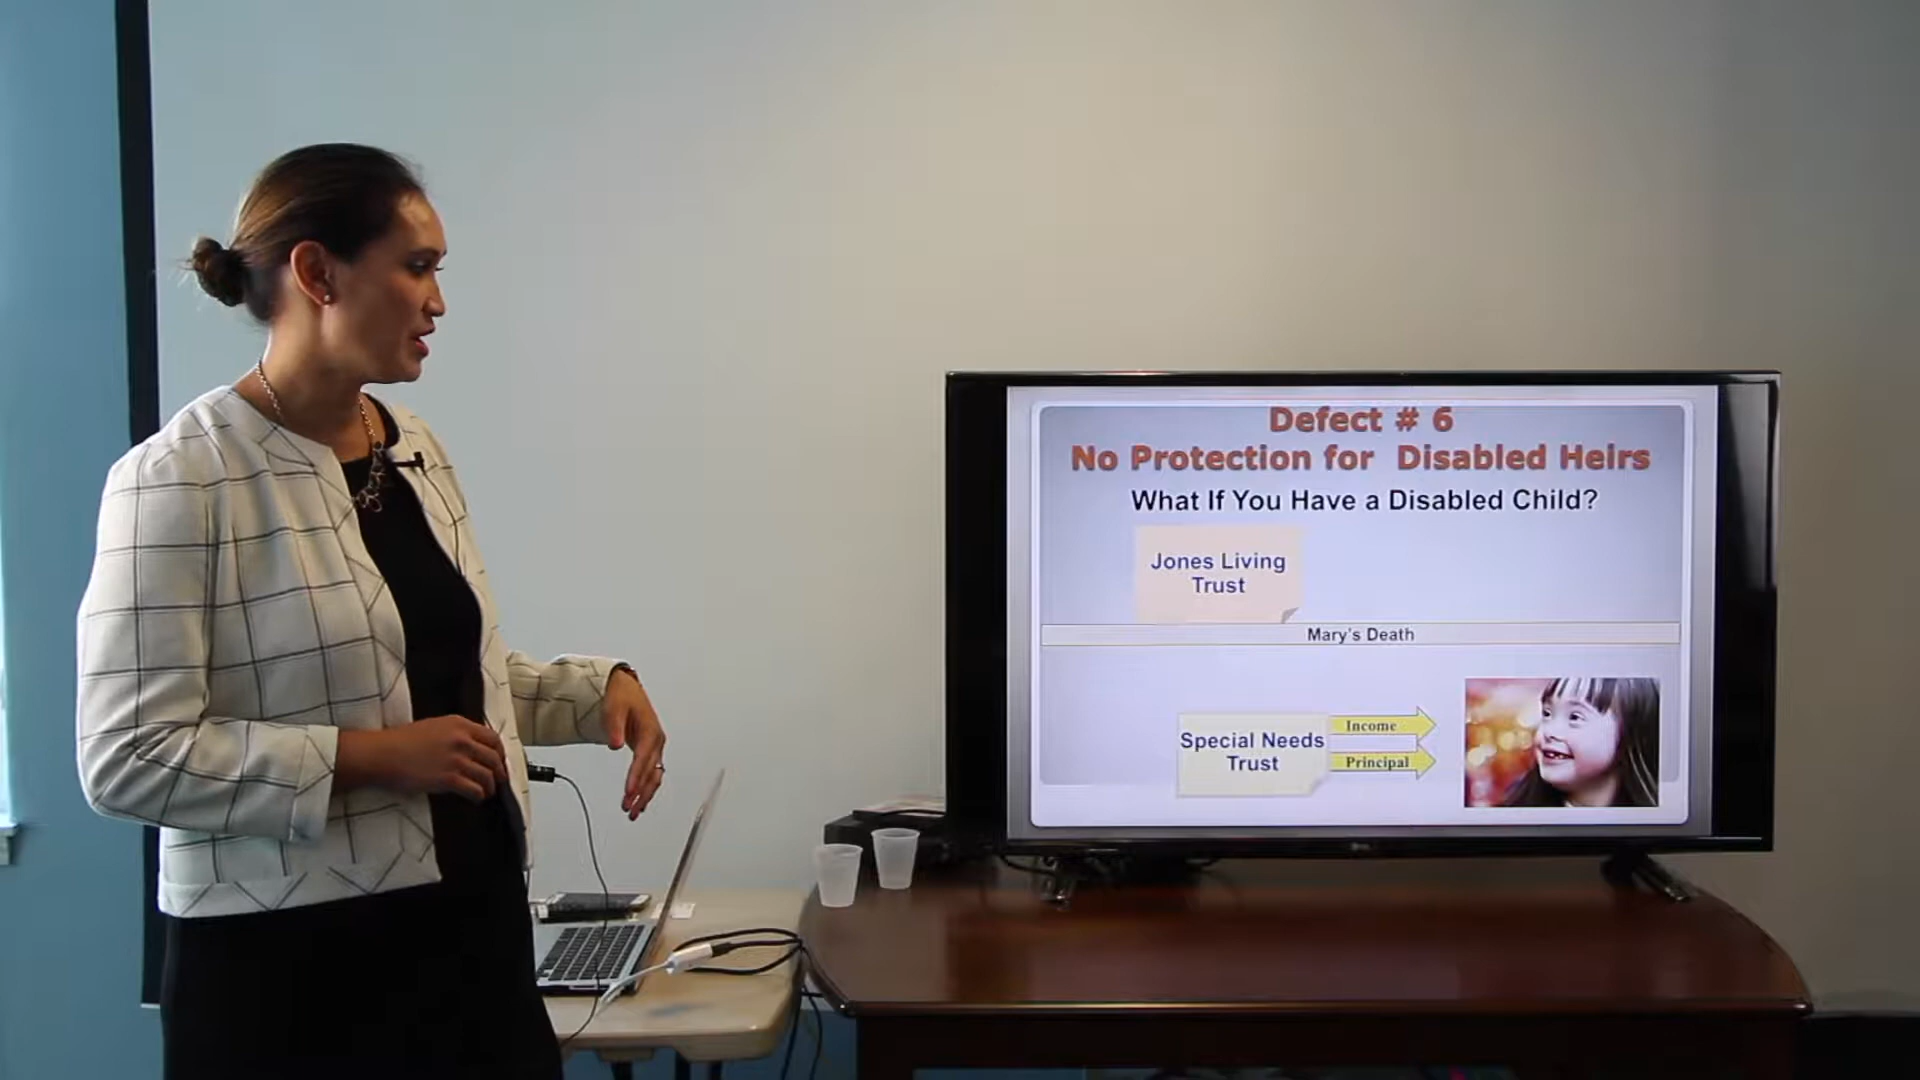 Defect # 6
No Protection for Disabled Heirs
What If You Have a Disabled Child?
Jones Living
Trust
Mary's Death
Special Needs
Trust
Income
Principal